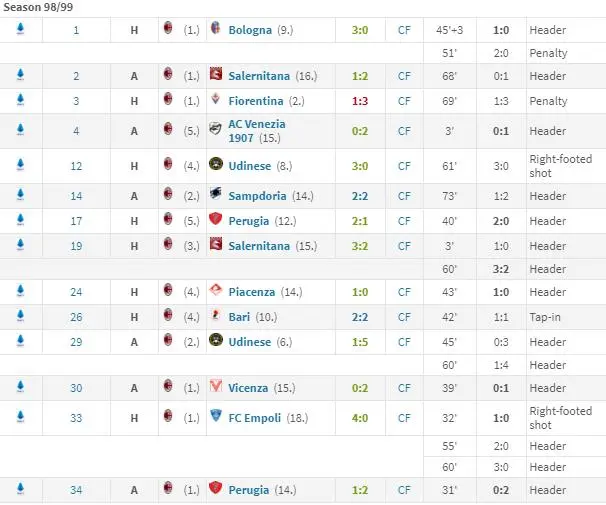 Season 98/99
1 H (1.) Bologna (9.) 3:0 CF 45'+3 1:0 Header
51' 2:0 Penalty
2 A (1.) Salernitana (16.) 1:2 CF 68' 0:1 Header
3 H (1.) Fiorentina (2.) 1:3 CF 69' 1:3 Penalty
4 A (5.) AC Venezia 1907 (15.) 0:2 CF 3' 0:1 Header
12 H (4.) Udinese (8.) 3:0 CF 61' 3:0 Right-footed shot
14 A (2.) Sampdoria (14.) 2:2 CF 73' 1:2 Header
17 H (5.) Perugia (12.) 2:1 CF 40' 2:0 Header
19 H (3.) Salernitana (15.) 3:2 CF 3' 1:0 Header
60' 3:2 Header
24 H (4.) Piacenza (14.) 1:0 CF 43' 1:0 Header
26 H (4.) Bari (10.) 2:2 CF 42' 1:1 Tap-in
29 A (2.) Udinese (6.) 1:5 CF 45' 0:3 Header
60' 1:4 Header
30 A (1.) Vicenza (15.) 0:2 CF 39' 0:1 Header
33 H (1.) FC Empoli (18.) 4:0 CF 32' 1:0 Right-footed shot
55' 2:0 Header
60' 3:0 Header
34 A (1.) Perugia (14.) 1:2 CF 31' 0:2 Header